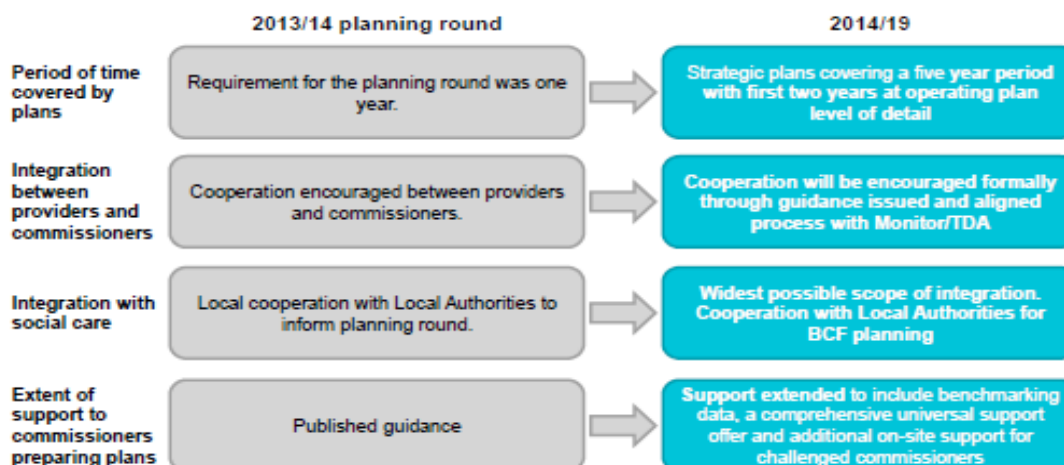 2013/14 planning round
2014/19
Period of time
covered by
plans
Requirement for the planning round was one
year.
Strategic plans covering a five year period
with first two years at operating plan
level of detail
Integration
between
providers and
commissioners
Cooperation encouraged between providers
and commissioners.
Cooperation will be encouraged formally
through guidance issued and aligned
process with Monitor/TDA
Integration with
social care
Local cooperation with Local Authorities to
inform planning round.
Widest possible scope of integration.
Cooperation with Local Authorities for
BCF planning
Extent of
support to
commissioners
preparing plans
Published guidance
Support extended to include benchmarking
data, a comprehensive universal support
offer and additional on-site support for
challenged commissioners